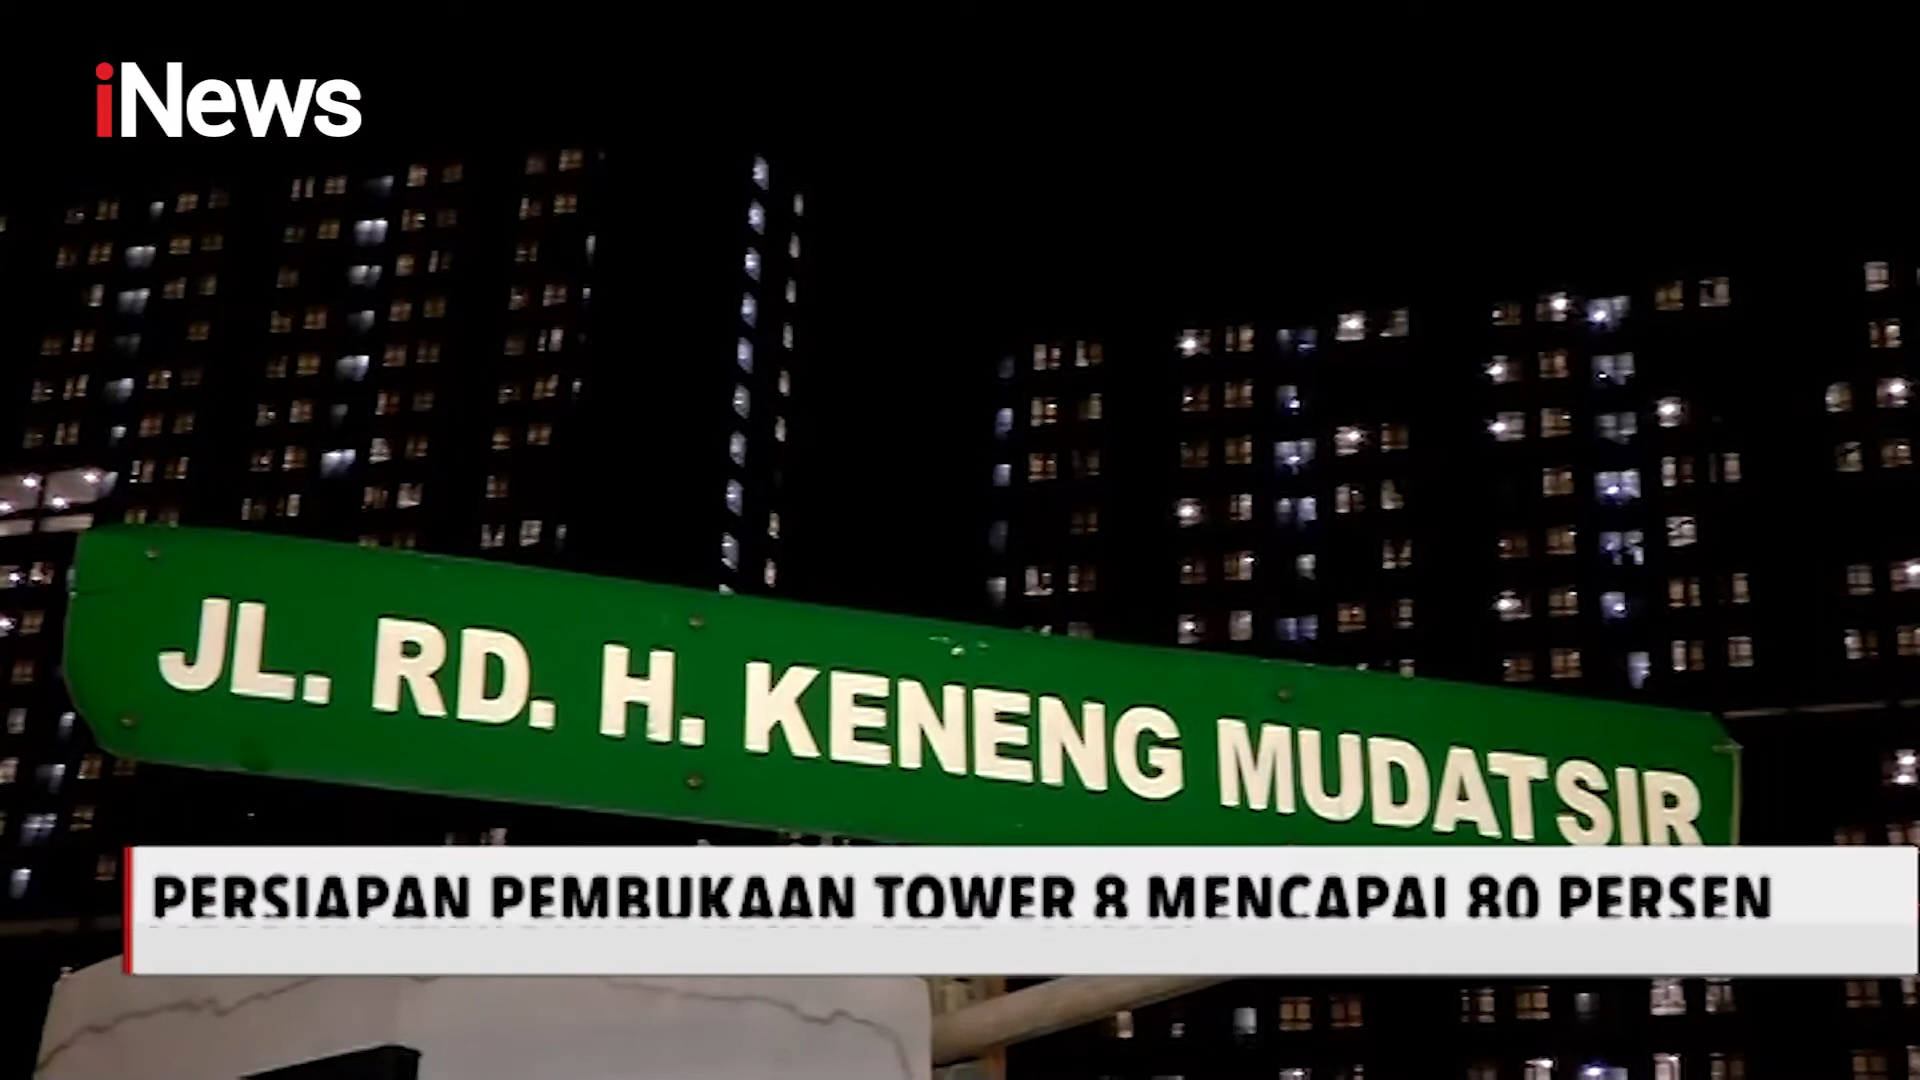 iNews
JL. RD. H. KENENG MUDATSIR
PERSIAPAN PEMBUKAAN TOWER 8 MENCAPAI 80 PERSEN